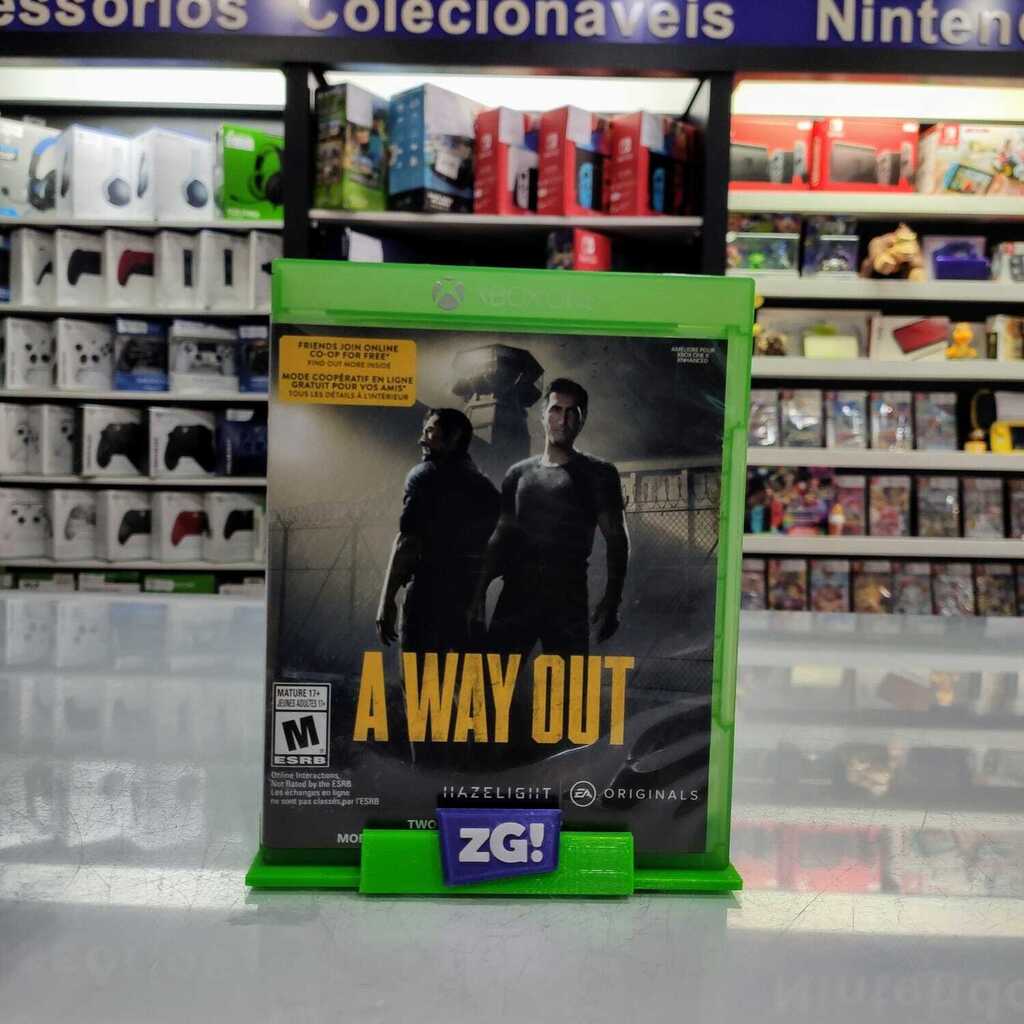 essórios Colecionáveis Ninten
XBOX ONE
FRIENDS JOIN ONLINE
CO-OP FOR FREE*
FIND OUT MORE INSIDE
MODE COOPÉRATIF EN LIGNE
GRATUIT POUR VOS AMIS*
TOUS LES DÉTAILS À L'INTÉRIEUR
AMÉLIORÉ POUR
XBOX ONE X
ENHANCED
A WAY OUT
MATURE 17+
JEUNES ADULTES 17+
M
ESRB
Online Interactions
Not Rated by the ESRB
Les échanges en ligne
ne sont pas classés par l'ESRB
HAZELIGHT
EA ORIGINALS
TWO
MO
ZG!